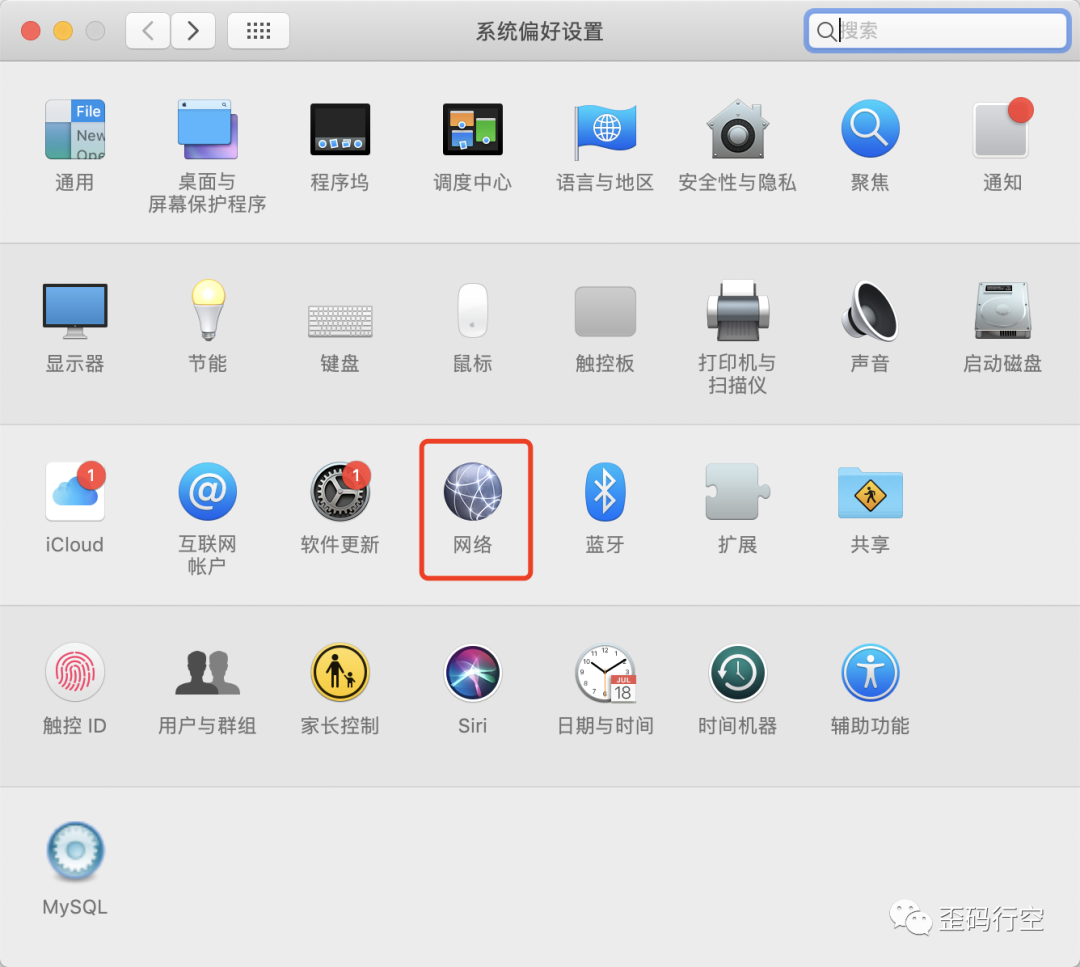 系统偏好设置
搜索
File
New
Ope
通用
桌面与
屏幕保护程序
程序坞
调度中心
语言与地区
安全性与隐私
聚焦
通知
显示器
节能
键盘
鼠标
触控板
打印机与
扫描仪
声音
启动磁盘
1
iCloud
@
互联网
帐户
1
软件更新
网络
蓝牙
扩展
共享
触控 ID
用户与群组
家长控制
Siri
JUL
18
日期与时间
时间机器
辅助功能
MySQL
歪码行空